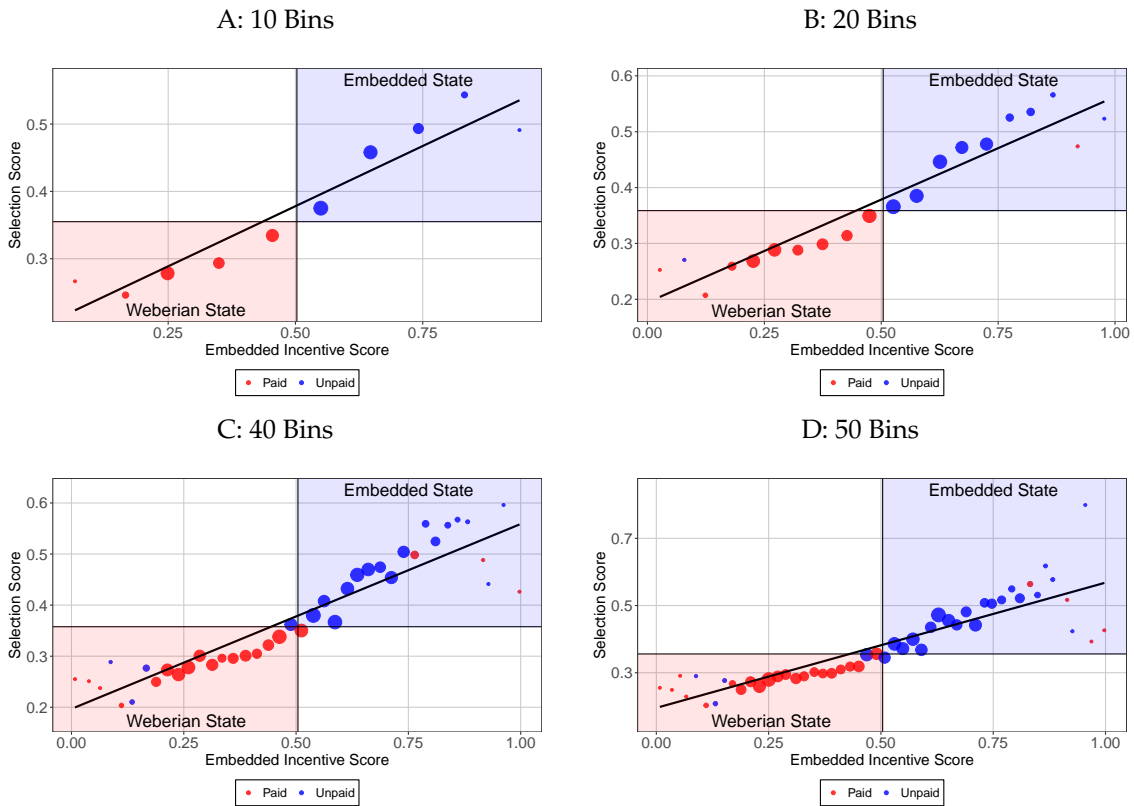 A: 10 Bins
Embedded State
0.5
0.4
0.3
Selection Score
Weberian State
0.25
0.50
0.75
Embedded Incentive Score
Paid
Unpaid
B: 20 Bins
Embedded State
0.6
0.5
0.4
0.3
0.2
Selection Score
Weberian State
0.00
0.25
0.50
0.75
1.00
Embedded Incentive Score
Paid
Unpaid
C: 40 Bins
Embedded State
0.6
0.5
0.4
0.3
0.2
Selection Score
Weberian State
0.00
0.25
0.50
0.75
1.00
Embedded Incentive Score
Paid
Unpaid
D: 50 Bins
Embedded State
0.9
0.7
0.5
0.3
Selection Score
Weberian State
0.00
0.25
0.50
0.75
1.00
Embedded Incentive Score
Paid
Unpaid